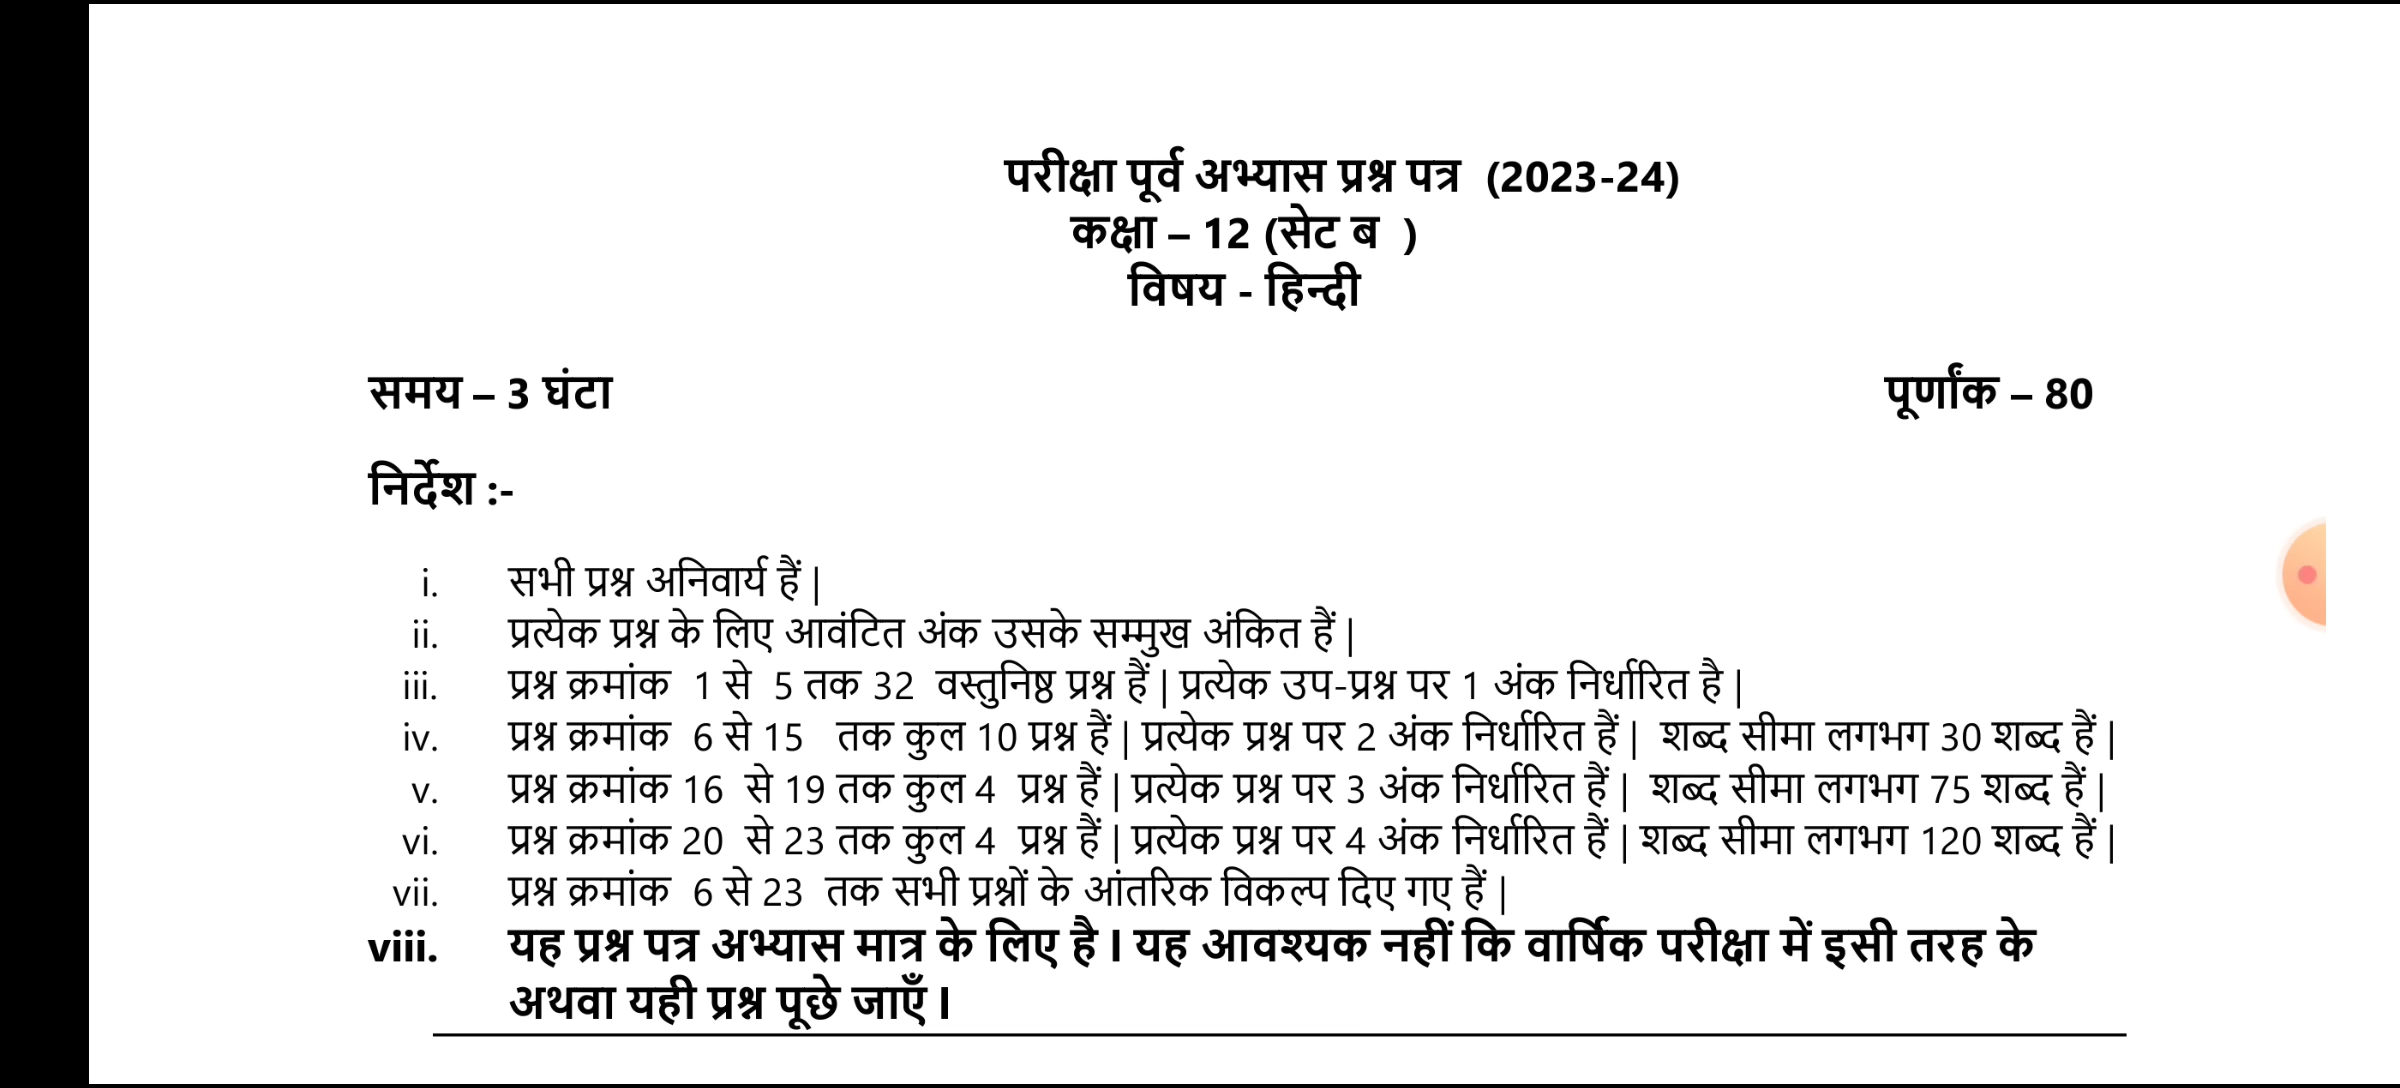 परीक्षा पूर्व अभ्यास प्रश्न पत्र (2023-24)
कक्षा – 12 (सेट ब )
विषय - हिन्दी
समय – 3 घंटा पूर्णांक – 80
निर्देश :-
i. सभी प्रश्न अनिवार्य हैं |
ii. प्रत्येक प्रश्न के लिए आवंटित अंक उसके सम्मुख अंकित हैं |
iii. प्रश्न क्रमांक 1 से 5 तक 32 वस्तुनिष्ठ प्रश्न हैं | प्रत्येक उप-प्रश्न पर 1 अंक निर्धारित है |
iv. प्रश्न क्रमांक 6 से 15 तक कुल 10 प्रश्न हैं | प्रत्येक प्रश्न पर 2 अंक निर्धारित हैं | शब्द सीमा लगभग 30 शब्द हैं |
v. प्रश्न क्रमांक 16 से 19 तक कुल 4 प्रश्न हैं | प्रत्येक प्रश्न पर 3 अंक निर्धारित हैं | शब्द सीमा लगभग 75 शब्द हैं |
vi. प्रश्न क्रमांक 20 से 23 तक कुल 4 प्रश्न हैं | प्रत्येक प्रश्न पर 4 अंक निर्धारित हैं | शब्द सीमा लगभग 120 शब्द हैं |
vii. प्रश्न क्रमांक 6 से 23 तक सभी प्रश्नों के आंतरिक विकल्प दिए गए हैं |
viii. यह प्रश्न पत्र अभ्यास मात्र के लिए है I यह आवश्यक नहीं कि वार्षिक परीक्षा में इसी तरह के
अथवा यही प्रश्न पूछे जाएँ I